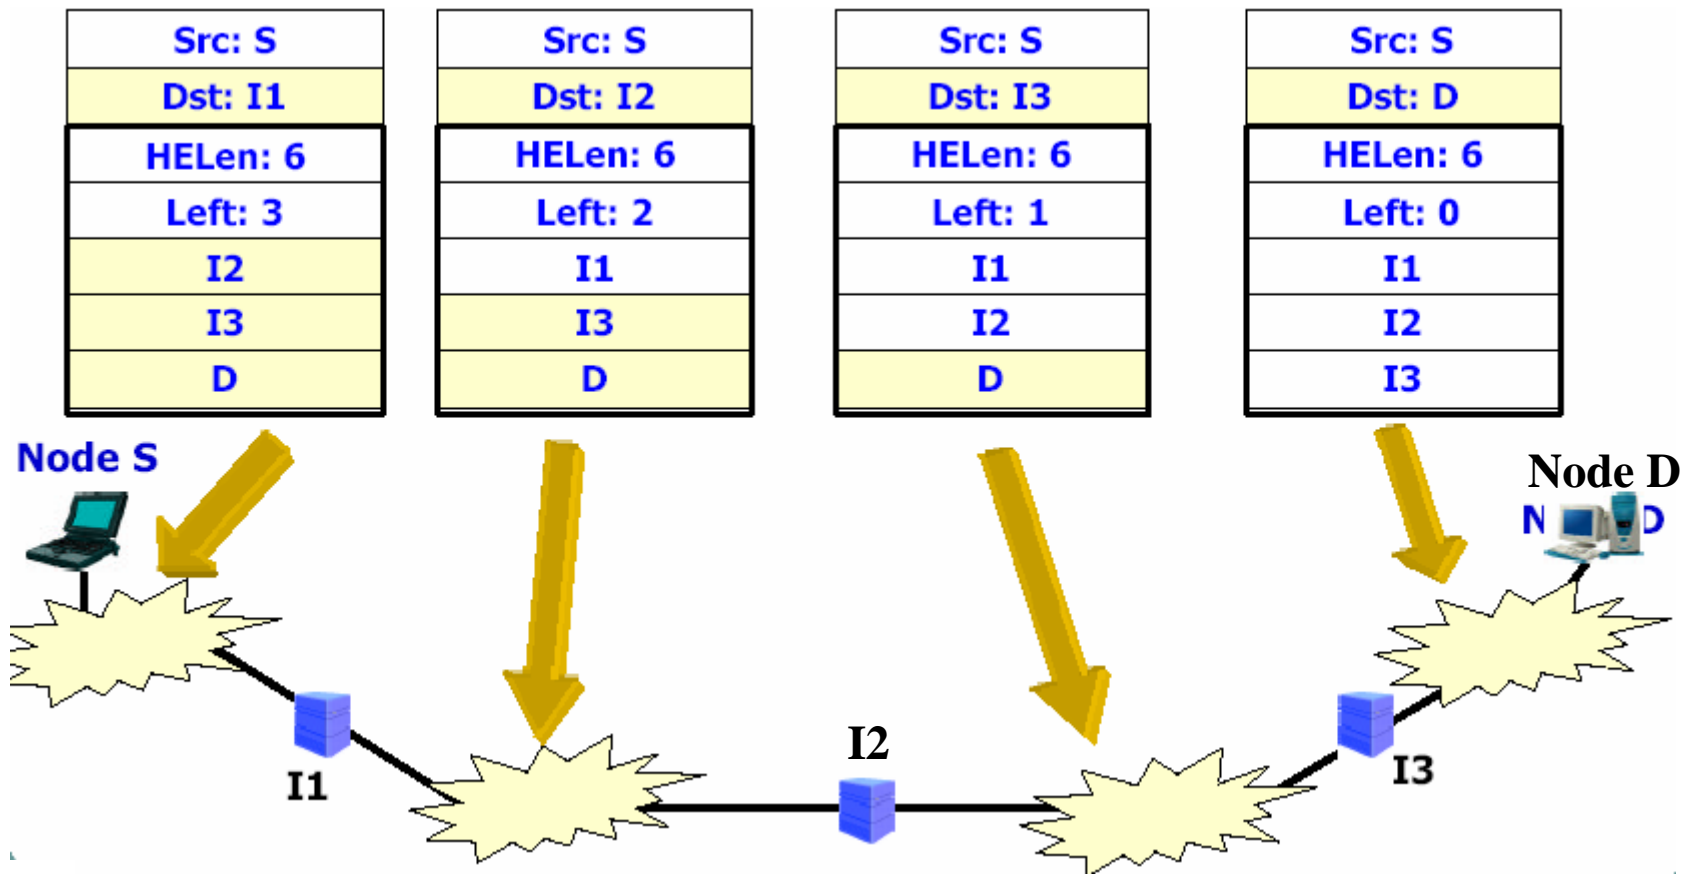 Src: S
Dst: I1
HELen: 6
Left: 3
I2
I3
D
Src: S
Dst: I2
HELen: 6
Left: 2
I1
I3
D
Src: S
Dst: I3
HELen: 6
Left: 1
I1
I2
D
Src: S
Dst: D
HELen: 6
Left: 0
I1
I2
I3
Node S
Node D
N D
I1
I2
I3